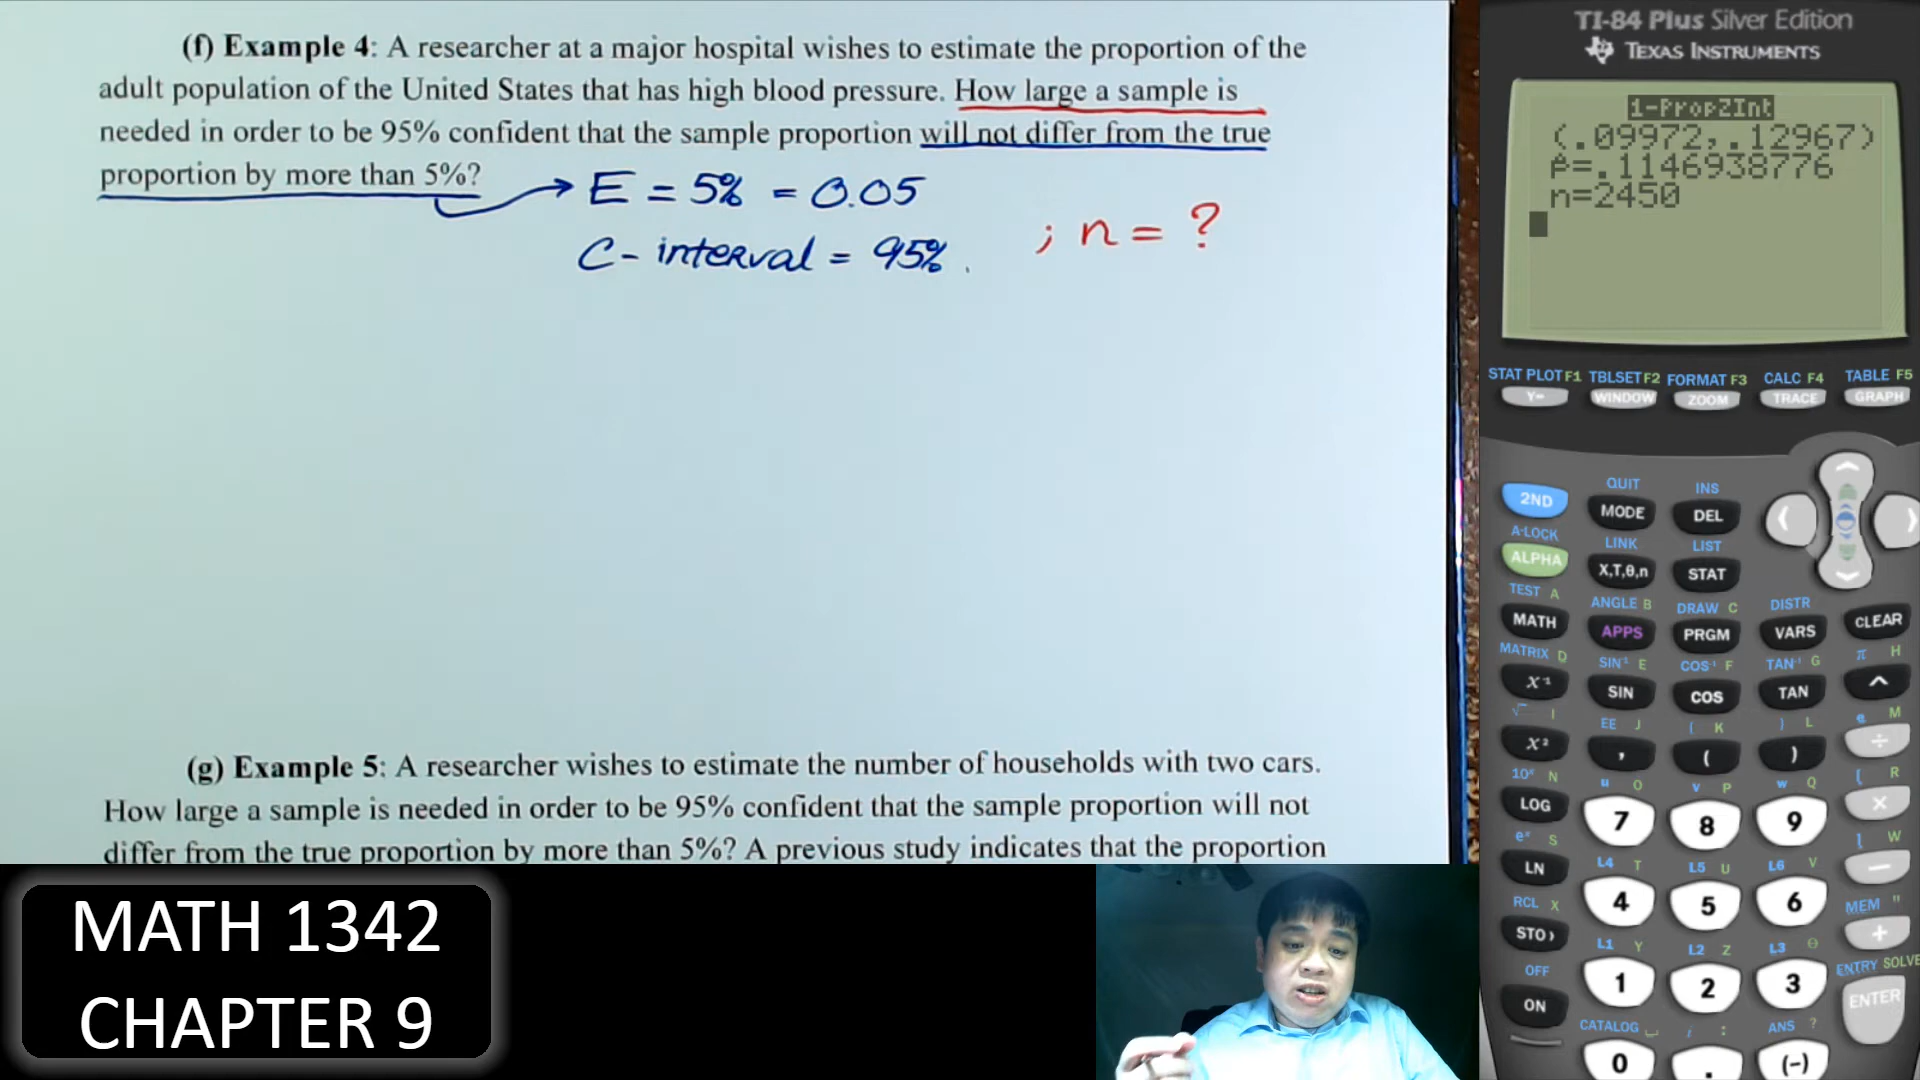 (f) Example 4: A researcher at a major hospital wishes to estimate the proportion of the
adult population of the United States that has high blood pressure. How large a sample is
needed in order to be 95% confident that the sample proportion will not differ from the true
proportion by more than 5%?
E = 5% = 0.05
C-interval = 95%.
; n = ?
(g) Example 5: A researcher wishes to estimate the number of households with two cars.
How large a sample is needed in order to be 95% confident that the sample proportion will not
differ from the true proportion by more than 5%? A previous study indicates that the proportion
MATH 1342
CHAPTER 9
TI-84 Plus Silver Edition
TEXAS INSTRUMENTS
1-PropZInt
(.09972,.12967)
p̂=.1146938776
n=2450
STAT PLOT F1 TBLSET F2 FORMAT F3 CALC F4 TABLE F5
Y= WINDOW ZOOM TRACE GRAPH
QUIT INS
2ND MODE DEL
A-LOCK LINK LIST
ALPHA X,T,θ,n STAT
TEST A ANGLE B DRAW C DISTR
MATH APPS PRGM VARS CLEAR
MATRIX D SIN⁻¹ E COS⁻¹ F TAN⁻¹ G π H
x⁻¹ SIN COS TAN ^
√ I EE J { K } L e M
x² , ( ) ÷
10ˣ N u O v P w Q [ R
LOG 7 8 9 ×
eˣ S L4 T L5 U L6 V ] W
LN 4 5 6 −
RCL X L1 Y L2 Z L3 θ MEM "
STO› 1 2 3 +
OFF CATALOG i : ANS ? ENTRY SOLVE
ON 0 . (-) ENTER